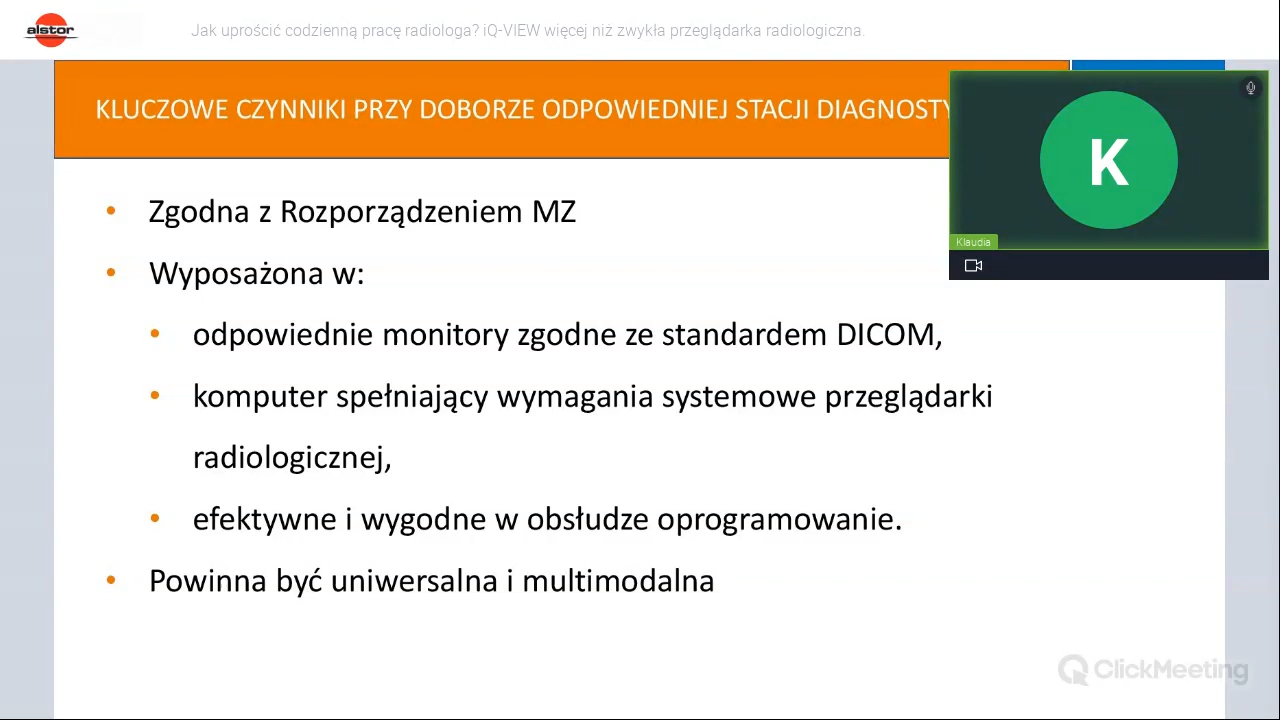 alstor
Jak uprościć codzienną pracę radiologa? iQ-VIEW więcej niż zwykła przeglądarka radiologiczna.
KLUCZOWE CZYNNIKI PRZY DOBORZE ODPOWIEDNIEJ STACJI DIAGNOSTY
K
Klaudia
• Zgodna z Rozporządzeniem MZ
• Wyposażona w:
• odpowiednie monitory zgodne ze standardem DICOM,
• komputer spełniający wymagania systemowe przeglądarki
radiologicznej,
• efektywne i wygodne w obsłudze oprogramowanie.
• Powinna być uniwersalna i multimodalna
ClickMeeting